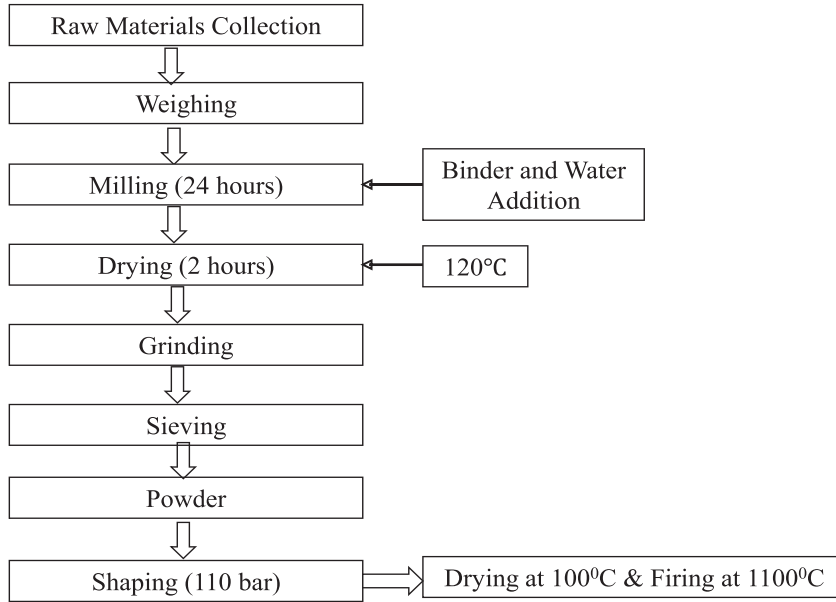 Raw Materials Collection
Weighing
Milling (24 hours)
Binder and Water
Addition
Drying (2 hours)
120℃
Grinding
Sieving
Powder
Shaping (110 bar)
Drying at 100⁰C & Firing at 1100⁰C